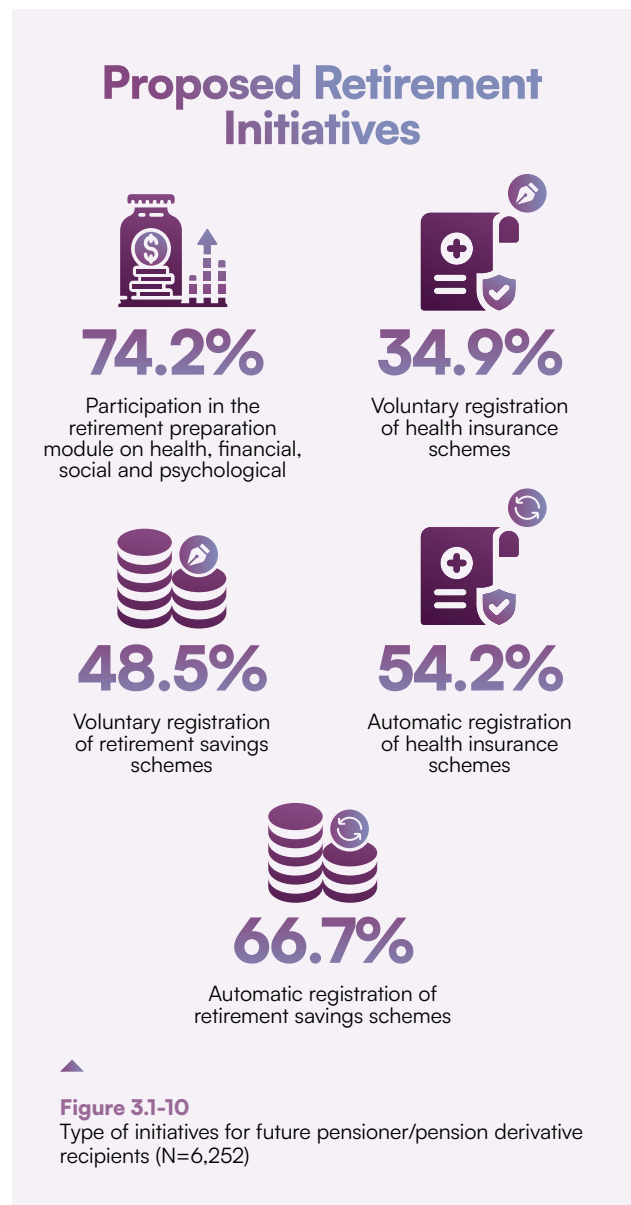 Proposed Retirement
Initiatives
74.2%
Participation in the
retirement preparation
module on health, financial,
social and psychological
34.9%
Voluntary registration
of health insurance
schemes
48.5%
Voluntary registration
of retirement savings
schemes
54.2%
Automatic registration
of health insurance
schemes
66.7%
Automatic registration of
retirement savings schemes
Figure 3.1-10
Type of initiatives for future pensioner/pension derivative
recipients (N=6,252)